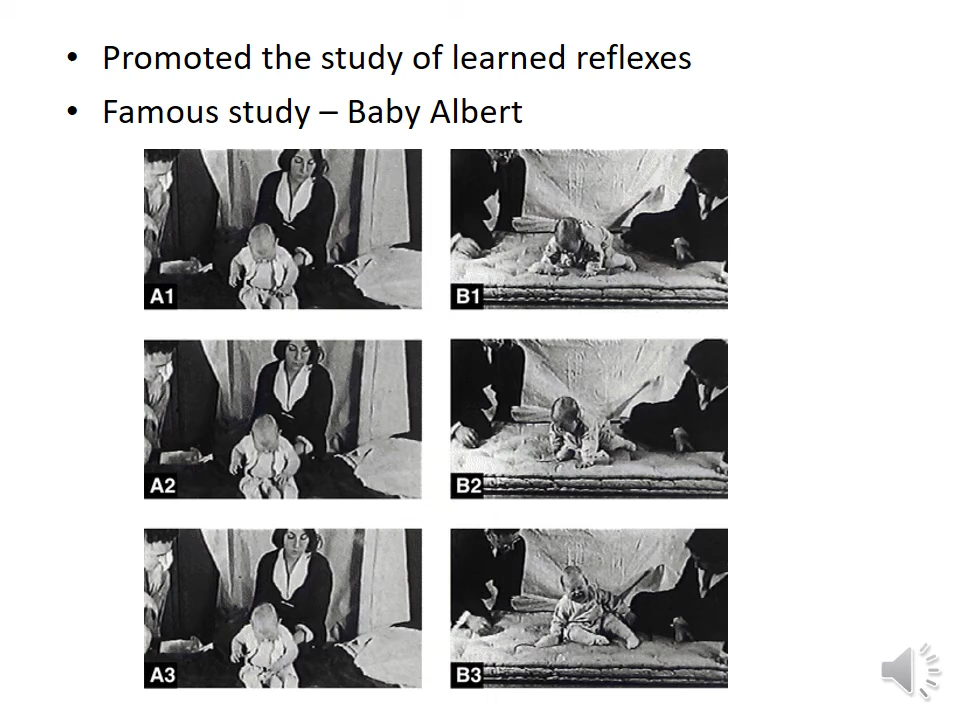 • Promoted the study of learned reflexes
• Famous study – Baby Albert
A1
B1
A2
B2
A3
B3